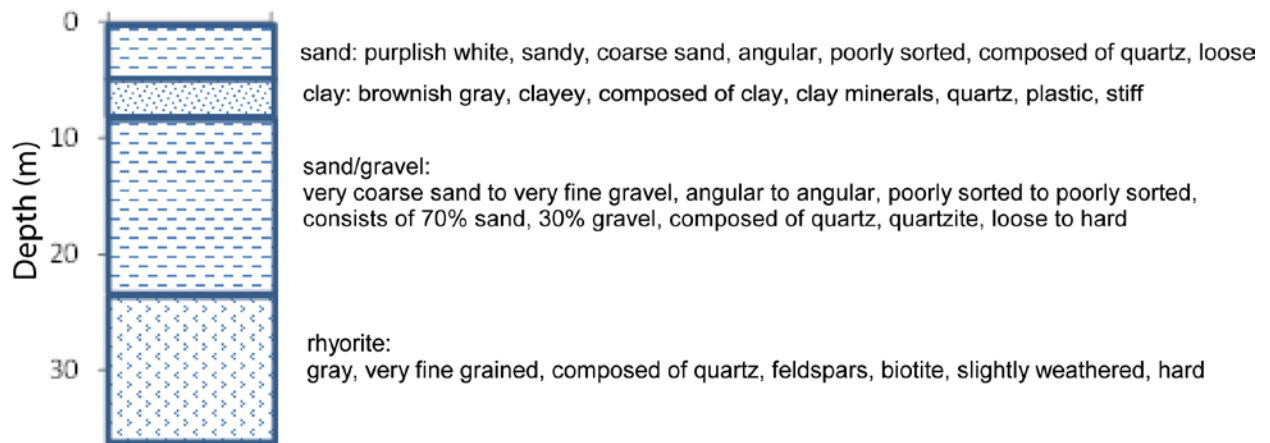 0
sand: purplish white, sandy, coarse sand, angular, poorly sorted, composed of quartz, loose
clay: brownish gray, clayey, composed of clay, clay minerals, quartz, plastic, stiff
10
sand/gravel:
very coarse sand to very fine gravel, angular to angular, poorly sorted to poorly sorted,
consists of 70% sand, 30% gravel, composed of quartz, quartzite, loose to hard
Depth (m)
20
rhyorite:
30
gray, very fine grained, composed of quartz, feldspars, biotite, slightly weathered, hard